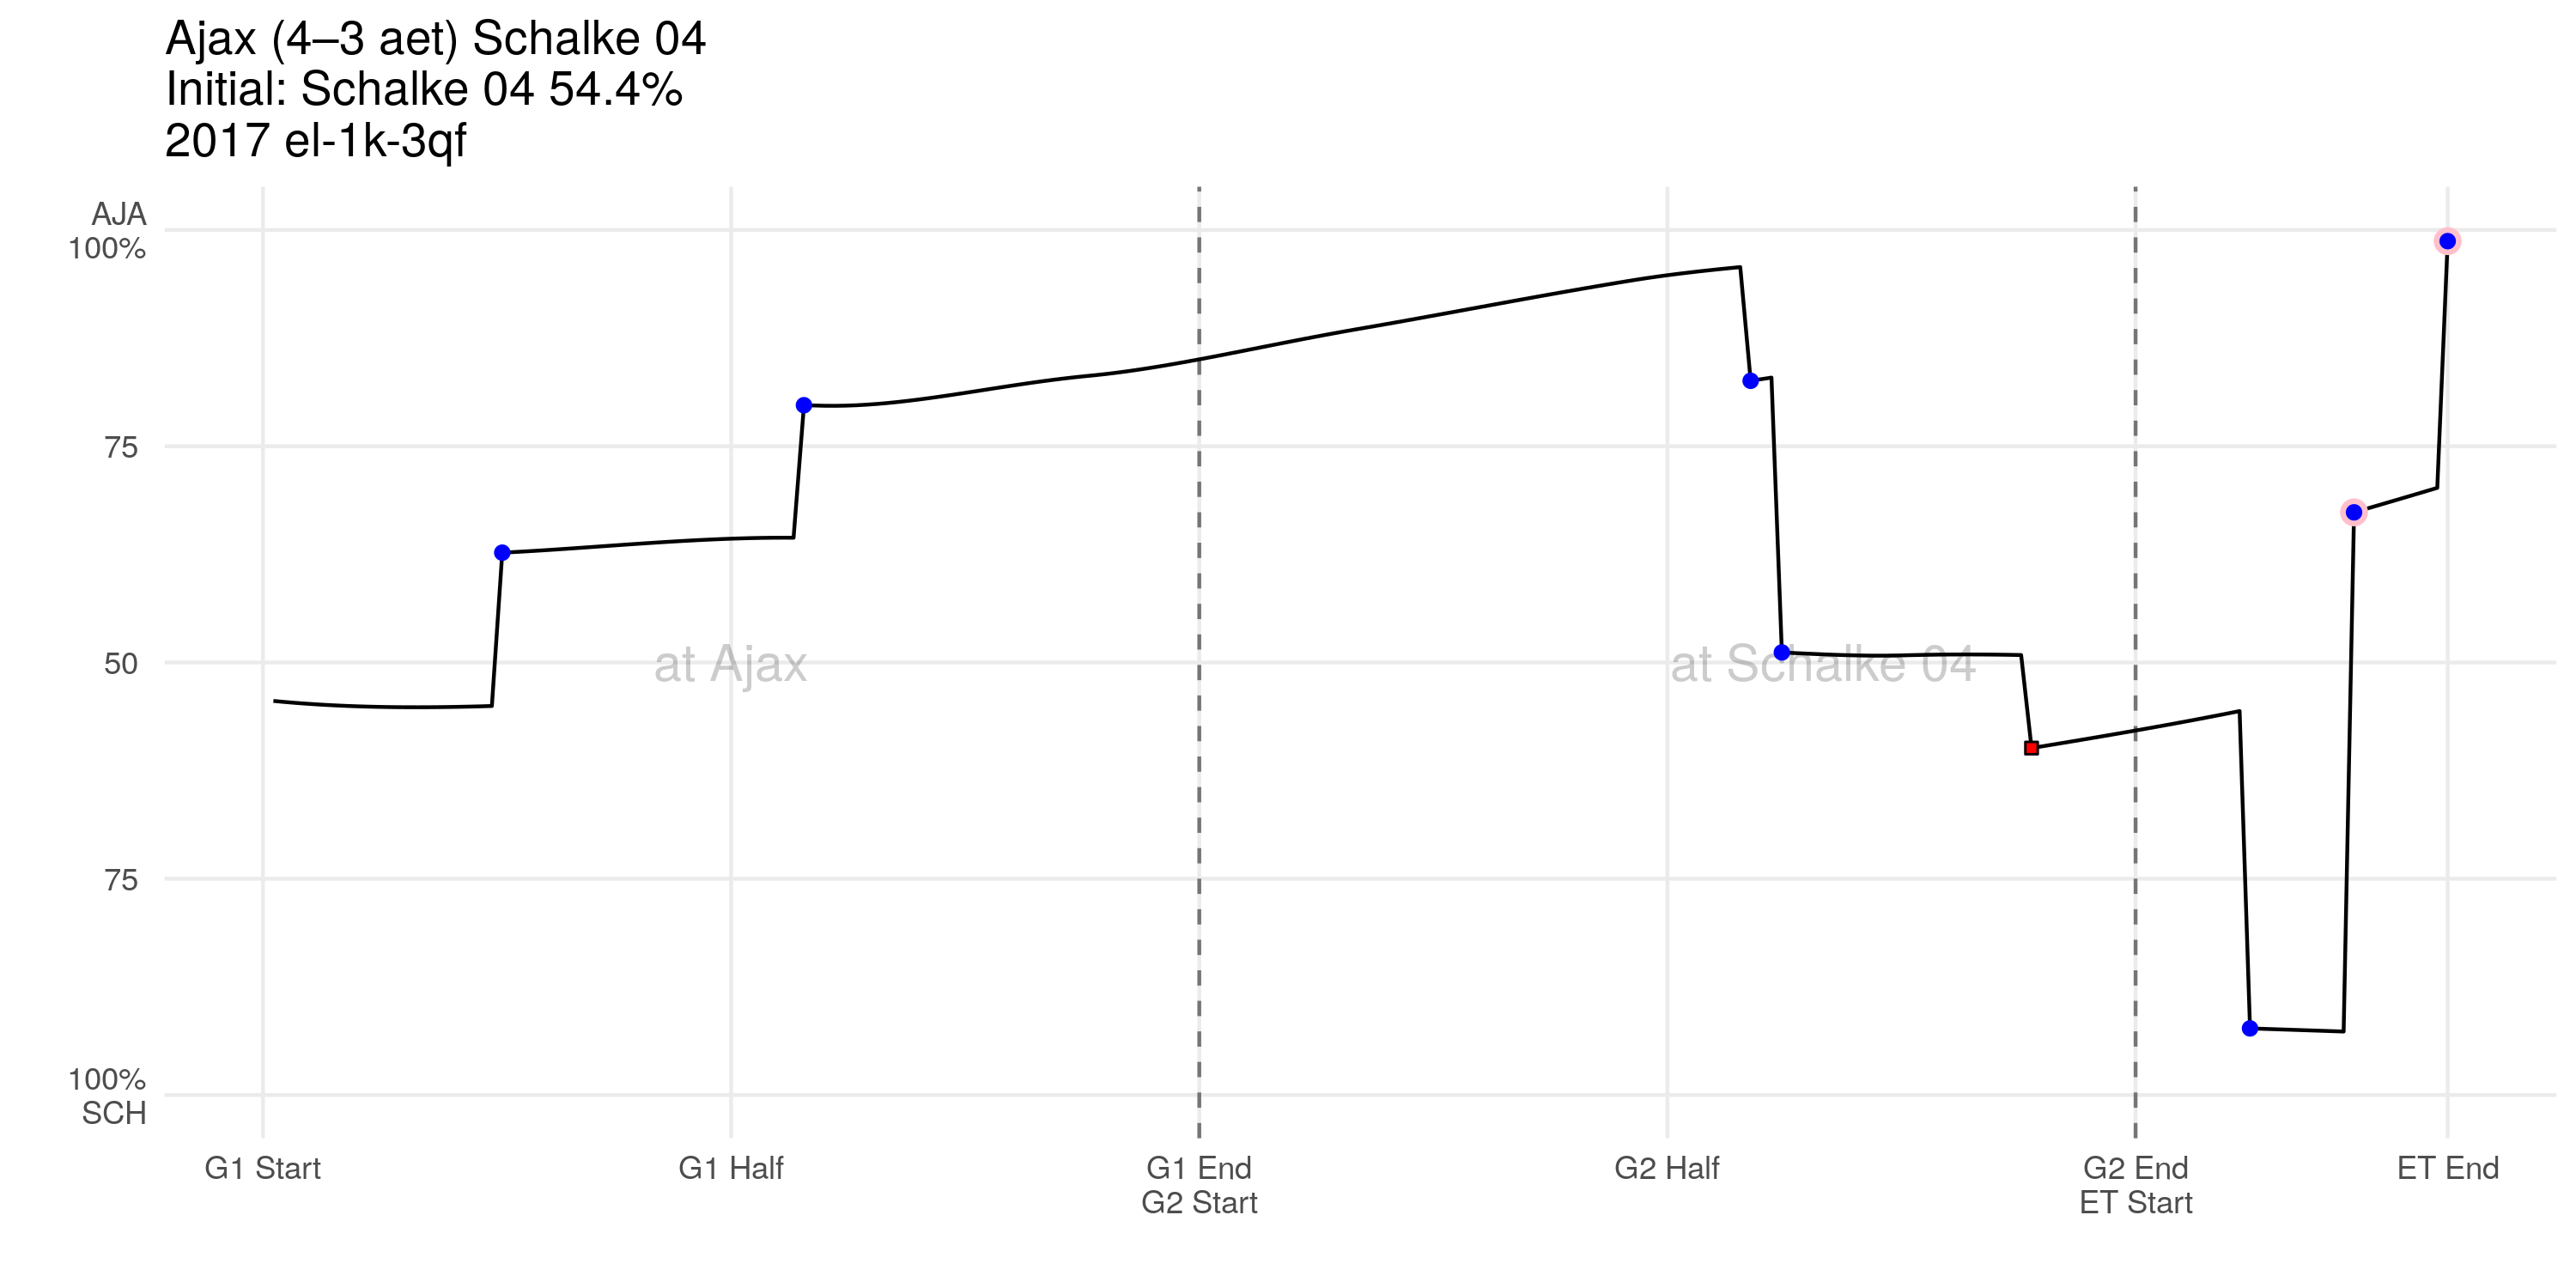 Ajax (4–3 aet) Schalke 04
Initial: Schalke 04 54.4%
2017 el-1k-3qf
AJA
100%
75
50
75
100%
SCH
at Ajax
at Schalke 04
G1 Start
G1 Half
G1 End
G2 Start
G2 Half
G2 End
ET Start
ET End